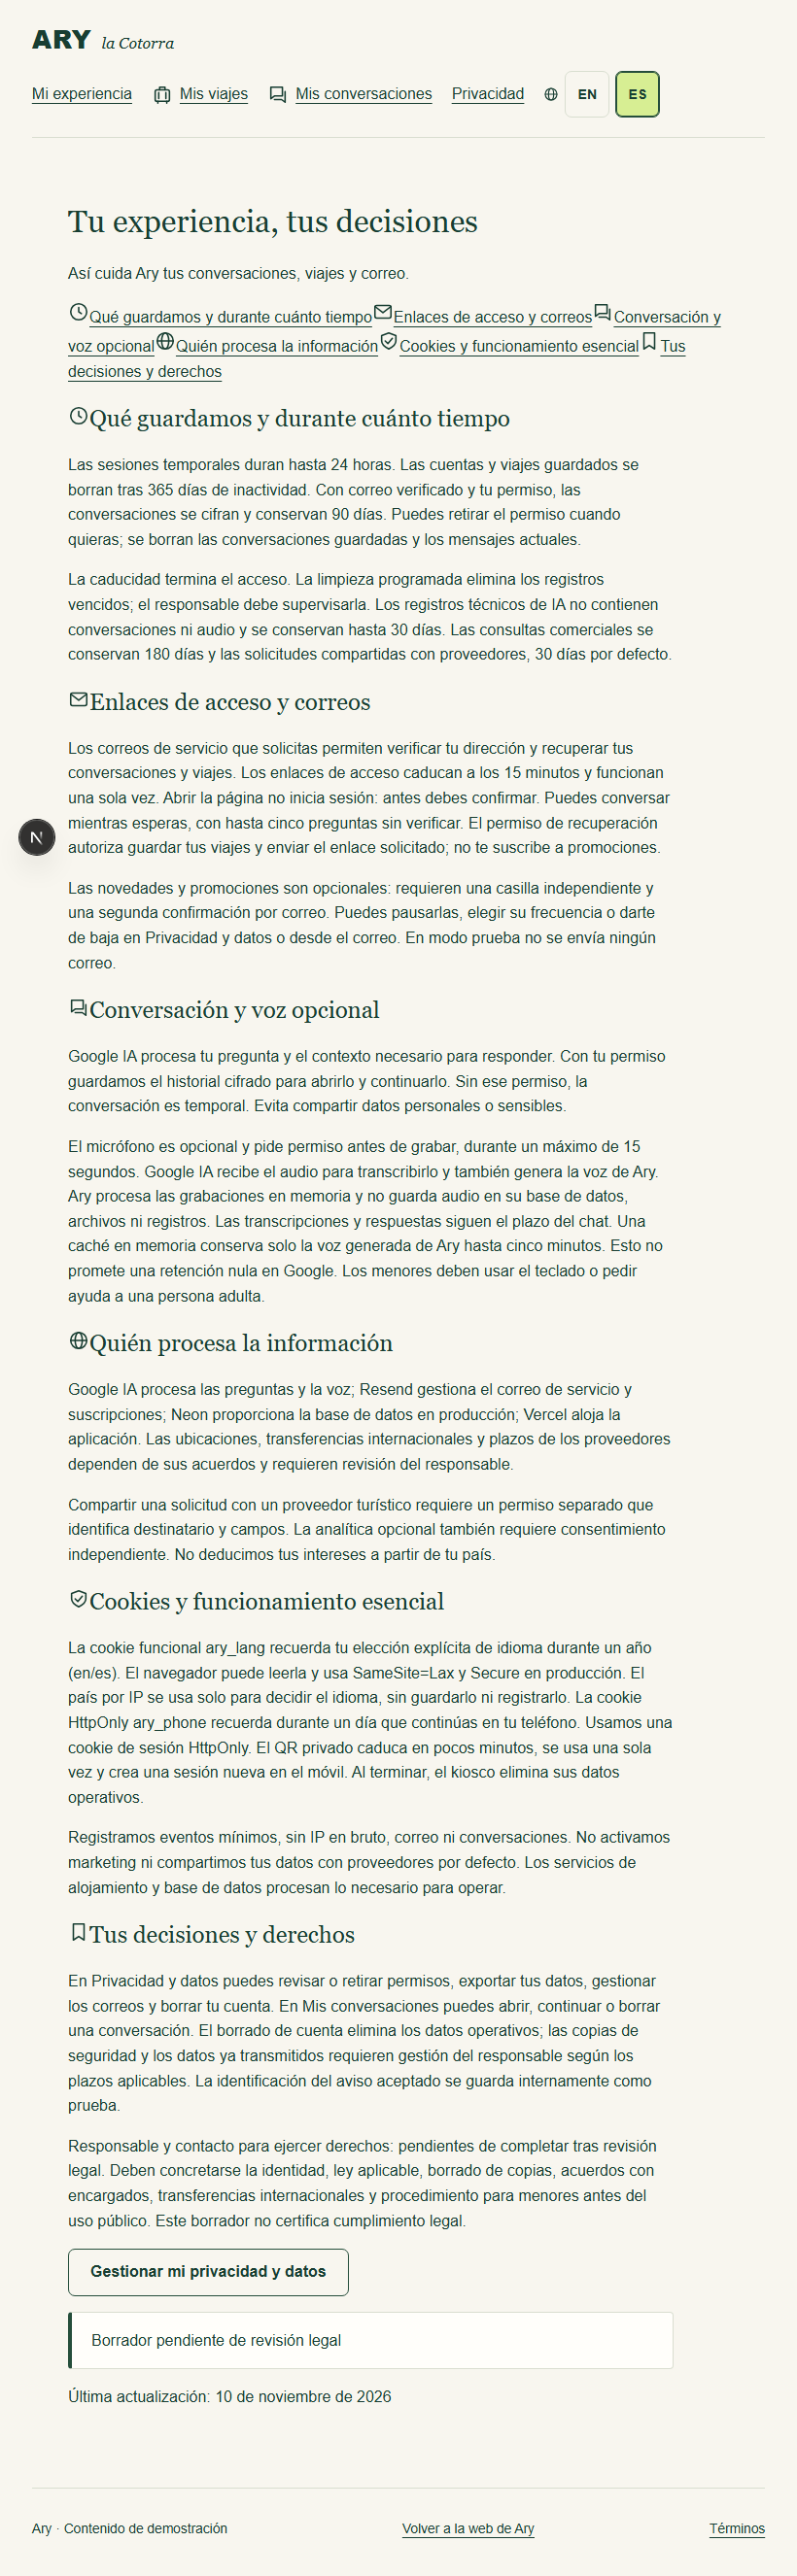 ARY la Cotorra
Mi experiencia Mis viajes Mis conversaciones Privacidad EN ES
Tu experiencia, tus decisiones
Así cuida Ary tus conversaciones, viajes y correo.
Qué guardamos y durante cuánto tiempo Enlaces de acceso y correos Conversación y
voz opcional Quién procesa la información Cookies y funcionamiento esencial Tus
decisiones y derechos
Qué guardamos y durante cuánto tiempo
Las sesiones temporales duran hasta 24 horas. Las cuentas y viajes guardados se
borran tras 365 días de inactividad. Con correo verificado y tu permiso, las
conversaciones se cifran y conservan 90 días. Puedes retirar el permiso cuando
quieras; se borran las conversaciones guardadas y los mensajes actuales.
La caducidad termina el acceso. La limpieza programada elimina los registros
vencidos; el responsable debe supervisarla. Los registros técnicos de IA no contienen
conversaciones ni audio y se conservan hasta 30 días. Las consultas comerciales se
conservan 180 días y las solicitudes compartidas con proveedores, 30 días por defecto.
Enlaces de acceso y correos
Los correos de servicio que solicitas permiten verificar tu dirección y recuperar tus
conversaciones y viajes. Los enlaces de acceso caducan a los 15 minutos y funcionan
una sola vez. Abrir la página no inicia sesión: antes debes confirmar. Puedes conversar
mientras esperas, con hasta cinco preguntas sin verificar. El permiso de recuperación
autoriza guardar tus viajes y enviar el enlace solicitado; no te suscribe a promociones.
Las novedades y promociones son opcionales: requieren una casilla independiente y
una segunda confirmación por correo. Puedes pausarlas, elegir su frecuencia o darte
de baja en Privacidad y datos o desde el correo. En modo prueba no se envía ningún
correo.
Conversación y voz opcional
Google IA procesa tu pregunta y el contexto necesario para responder. Con tu permiso
guardamos el historial cifrado para abrirlo y continuarlo. Sin ese permiso, la
conversación es temporal. Evita compartir datos personales o sensibles.
El micrófono es opcional y pide permiso antes de grabar, durante un máximo de 15
segundos. Google IA recibe el audio para transcribirlo y también genera la voz de Ary.
Ary procesa las grabaciones en memoria y no guarda audio en su base de datos,
archivos ni registros. Las transcripciones y respuestas siguen el plazo del chat. Una
caché en memoria conserva solo la voz generada de Ary hasta cinco minutos. Esto no
promete una retención nula en Google. Los menores deben usar el teclado o pedir
ayuda a una persona adulta.
Quién procesa la información
Google IA procesa las preguntas y la voz; Resend gestiona el correo de servicio y
suscripciones; Neon proporciona la base de datos en producción; Vercel aloja la
aplicación. Las ubicaciones, transferencias internacionales y plazos de los proveedores
dependen de sus acuerdos y requieren revisión del responsable.
Compartir una solicitud con un proveedor turístico requiere un permiso separado que
identifica destinatario y campos. La analítica opcional también requiere consentimiento
independiente. No deducimos tus intereses a partir de tu país.
Cookies y funcionamiento esencial
La cookie funcional ary_lang recuerda tu elección explícita de idioma durante un año
(en/es). El navegador puede leerla y usa SameSite=Lax y Secure en producción. El
país por IP se usa solo para decidir el idioma, sin guardarlo ni registrarlo. La cookie
HttpOnly ary_phone recuerda durante un día que continúas en tu teléfono. Usamos una
cookie de sesión HttpOnly. El QR privado caduca en pocos minutos, se usa una sola
vez y crea una sesión nueva en el móvil. Al terminar, el kiosco elimina sus datos
operativos.
Registramos eventos mínimos, sin IP en bruto, correo ni conversaciones. No activamos
marketing ni compartimos tus datos con proveedores por defecto. Los servicios de
alojamiento y base de datos procesan lo necesario para operar.
Tus decisiones y derechos
En Privacidad y datos puedes revisar o retirar permisos, exportar tus datos, gestionar
los correos y borrar tu cuenta. En Mis conversaciones puedes abrir, continuar o borrar
una conversación. El borrado de cuenta elimina los datos operativos; las copias de
seguridad y los datos ya transmitidos requieren gestión del responsable según los
plazos aplicables. La identificación del aviso aceptado se guarda internamente como
prueba.
Responsable y contacto para ejercer derechos: pendientes de completar tras revisión
legal. Deben concretarse la identidad, ley aplicable, borrado de copias, acuerdos con
encargados, transferencias internacionales y procedimiento para menores antes del
uso público. Este borrador no certifica cumplimiento legal.
Gestionar mi privacidad y datos
Borrador pendiente de revisión legal
Última actualización: 10 de noviembre de 2026
Ary · Contenido de demostración Volver a la web de Ary Términos